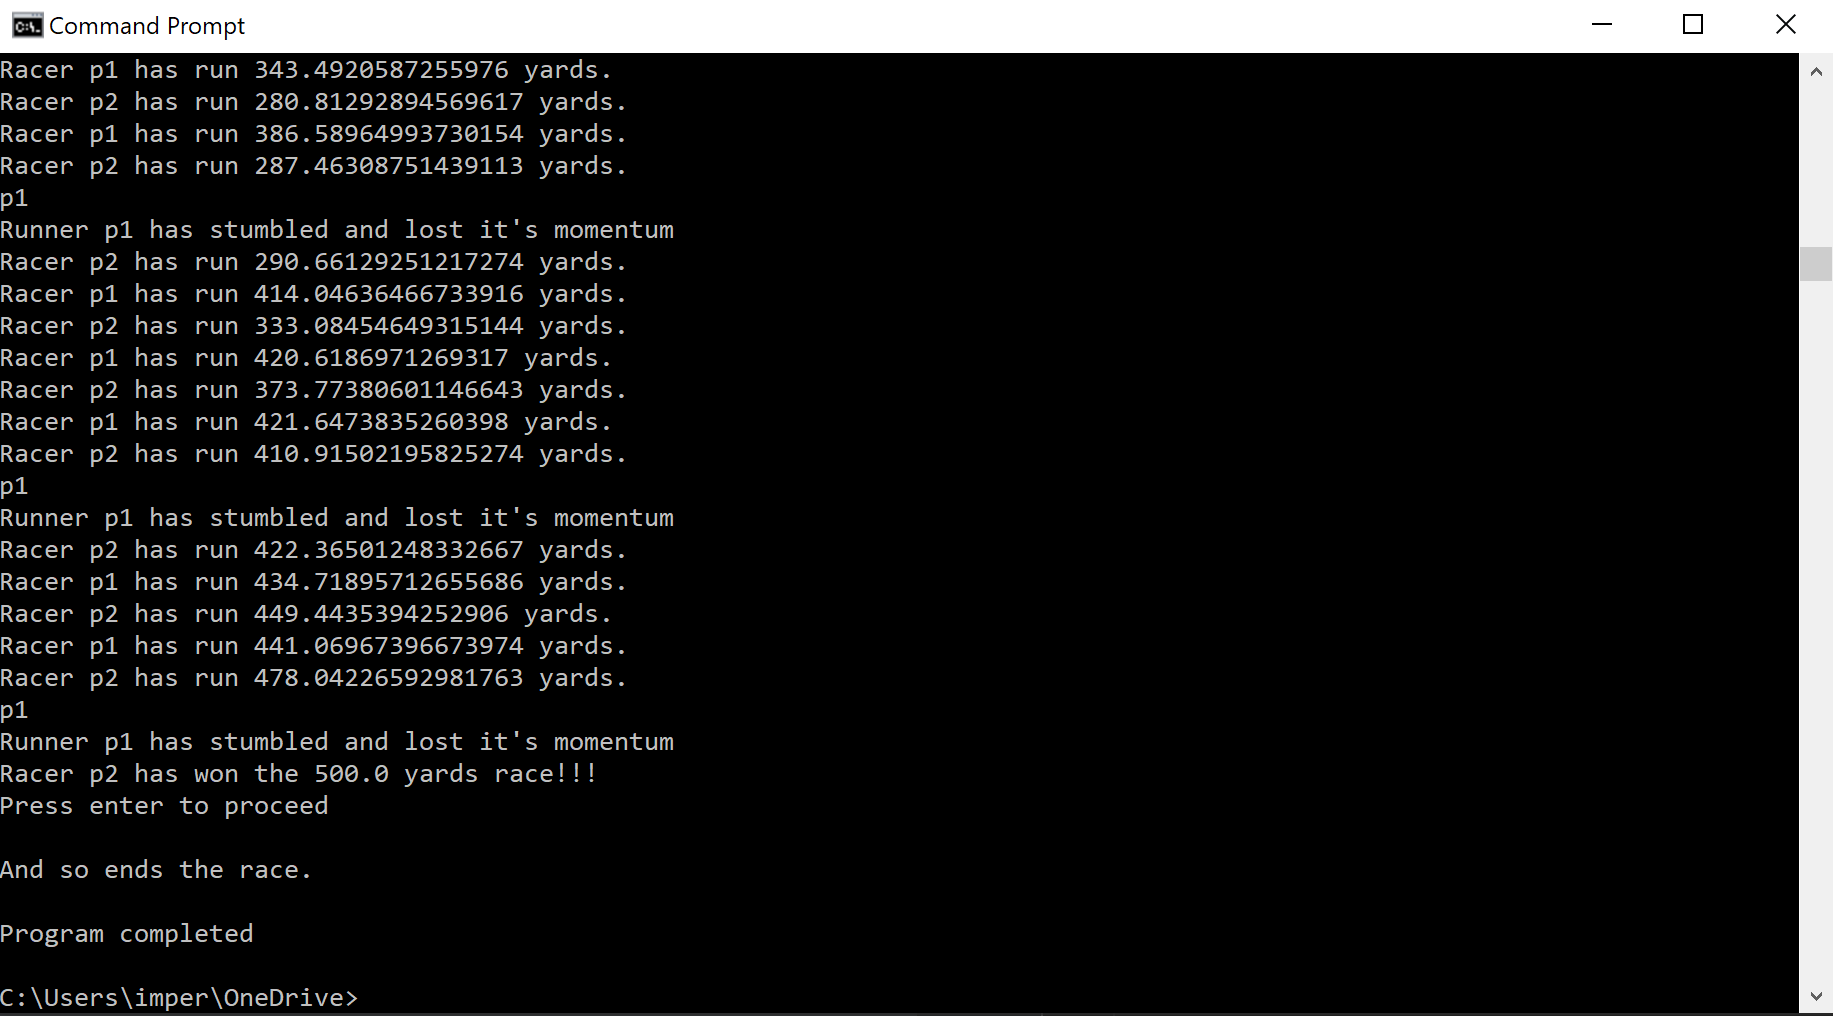 Command Prompt
Racer p1 has run 343.4920587255976 yards.
Racer p2 has run 280.81292894569617 yards.
Racer p1 has run 386.58964993730154 yards.
Racer p2 has run 287.46308751439113 yards.
p1
Runner p1 has stumbled and lost it's momentum
Racer p2 has run 290.66129251217274 yards.
Racer p1 has run 414.04636466733916 yards.
Racer p2 has run 333.08454649315144 yards.
Racer p1 has run 420.6186971269317 yards.
Racer p2 has run 373.77380601146643 yards.
Racer p1 has run 421.6473835260398 yards.
Racer p2 has run 410.91502195825274 yards.
p1
Runner p1 has stumbled and lost it's momentum
Racer p2 has run 422.36501248332667 yards.
Racer p1 has run 434.71895712655686 yards.
Racer p2 has run 449.4435394252906 yards.
Racer p1 has run 441.06967396673974 yards.
Racer p2 has run 478.04226592981763 yards.
p1
Runner p1 has stumbled and lost it's momentum
Racer p2 has won the 500.0 yards race!!!
Press enter to proceed
And so ends the race.
Program completed
C:\Users\imper\OneDrive>